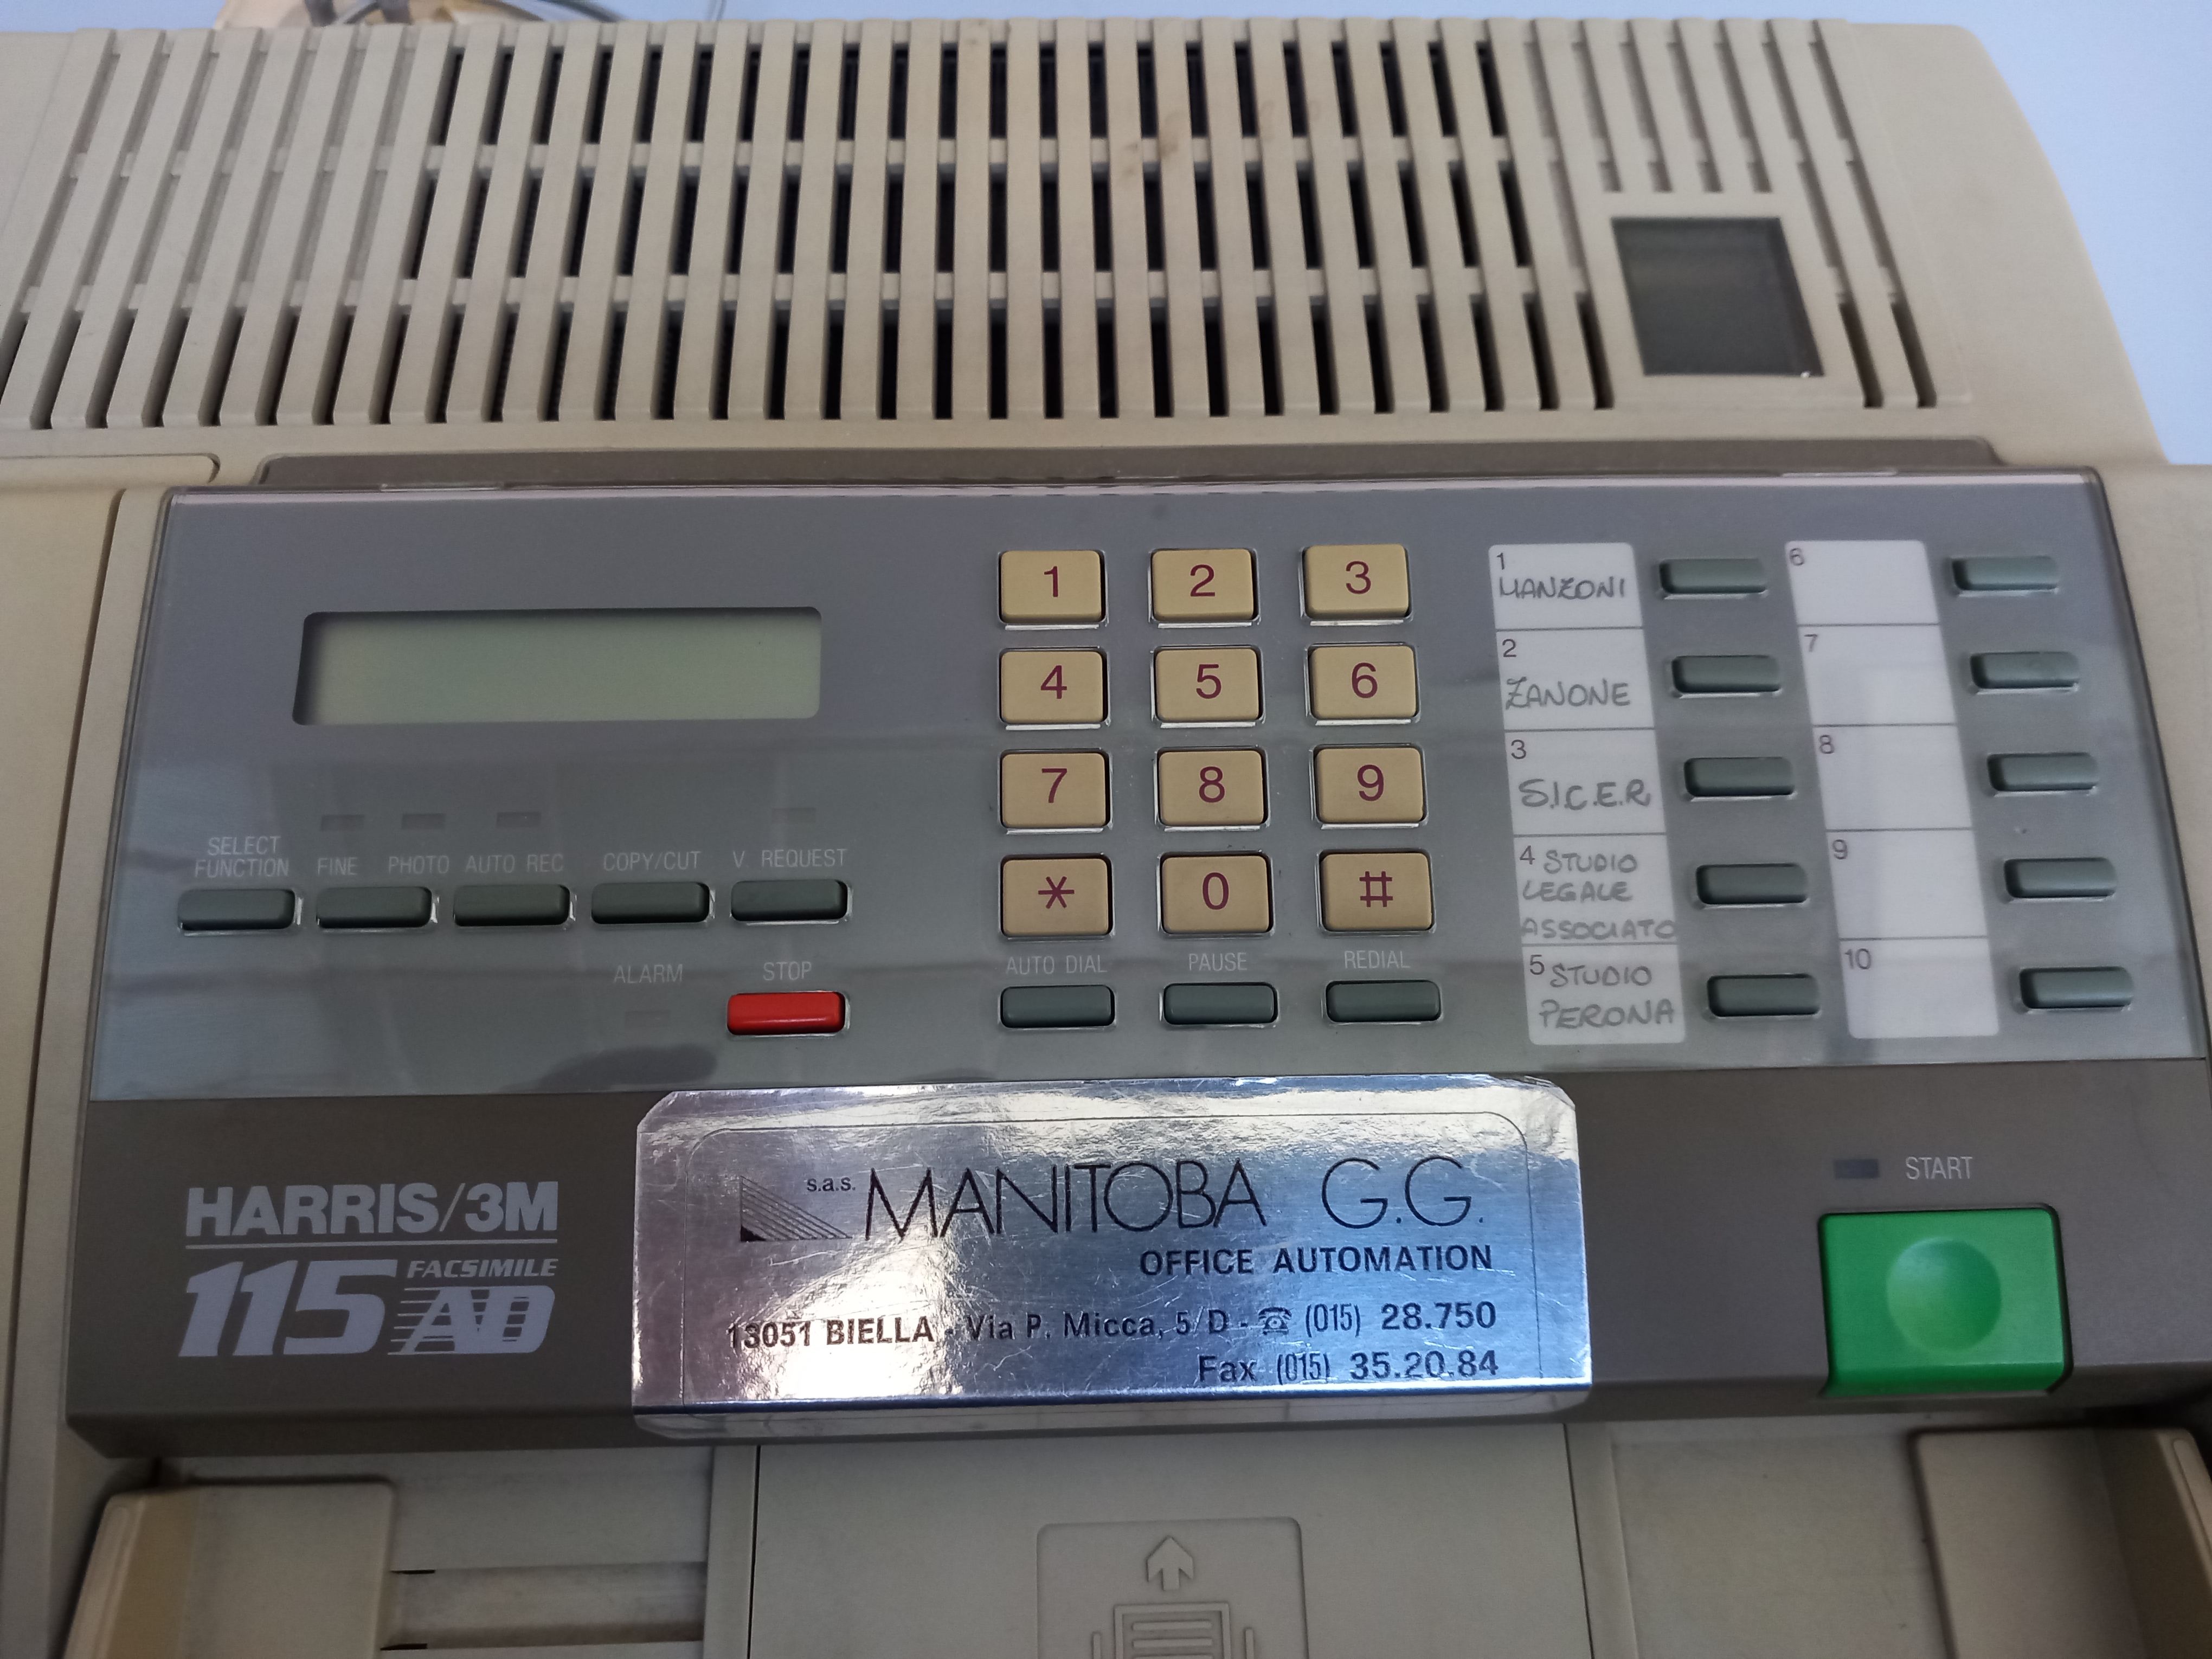 1 2 3
4 5 6
7 8 9
* 0 #
AUTO DIAL PAUSE REDIAL
SELECT
FUNCTION FINE PHOTO AUTO REC COPY/CUT V. REQUEST
ALARM STOP
1
MANZONI
2
ZANONE
3
S.I.C.E.R
4 STUDIO
LEGALE
ASSOCIATO
5 STUDIO
PERONA
6
7
8
9
10
HARRIS/3M
115 FACSIMILE
AD
s.a.s. MANITOBA G.G.
OFFICE AUTOMATION
13051 BIELLA - Via P. Micca, 5/D - ☎ (015) 28.750
Fax (015) 35.20.84
START